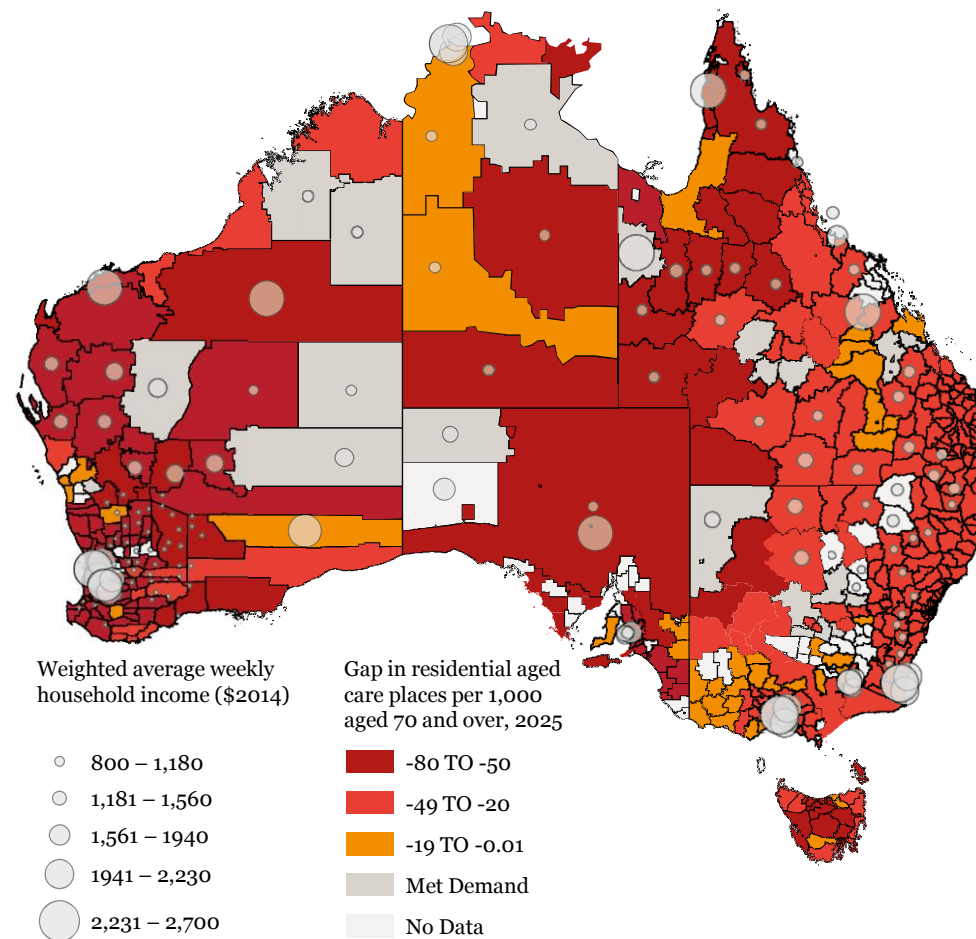 Weighted average weekly
household income ($2014)
800 – 1,180
1,181 – 1,560
1,561 – 1940
1941 – 2,230
2,231 – 2,700
Gap in residential aged
care places per 1,000
aged 70 and over, 2025
-80 TO -50
-49 TO -20
-19 TO -0.01
Met Demand
No Data